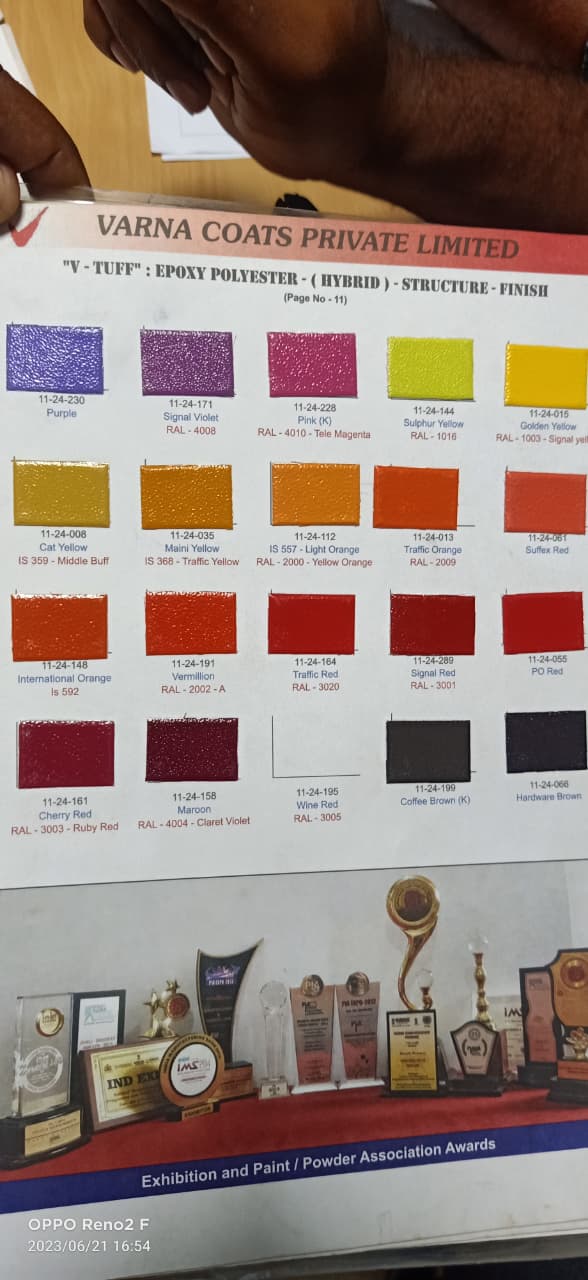 VARNA COATS PRIVATE LIMITED
"V - TUFF" : EPOXY POLYESTER - ( HYBRID ) - STRUCTURE - FINISH
(Page No - 11)
11-24-230
Purple
11-24-171
Signal Violet
RAL - 4008
11-24-228
Pink (K)
RAL - 4010 - Tele Magenta
11-24-144
Sulphur Yellow
RAL - 1016
11-24-015
Golden Yellow
RAL - 1003 - Signal yel
11-24-008
Cat Yellow
IS 359 - Middle Buff
11-24-035
Maini Yellow
IS 368 - Traffic Yellow
11-24-112
IS 557 - Light Orange
RAL - 2000 - Yellow Orange
11-24-013
Traffic Orange
RAL - 2009
11-24-061
Suffex Red
11-24-148
International Orange
Is 592
11-24-191
Vermillion
RAL - 2002 - A
11-24-164
Traffic Red
RAL - 3020
11-24-289
Signal Red
RAL - 3001
11-24-055
PO Red
11-24-161
Cherry Red
RAL - 3003 - Ruby Red
11-24-158
Maroon
RAL - 4004 - Claret Violet
11-24-195
Wine Red
RAL - 3005
11-24-199
Coffee Brown (K)
11-24-066
Hardware Brown
IND EX
IMS
IMS
Exhibition and Paint / Powder Association Awards
OPPO Reno2 F
2023/06/21 16:54